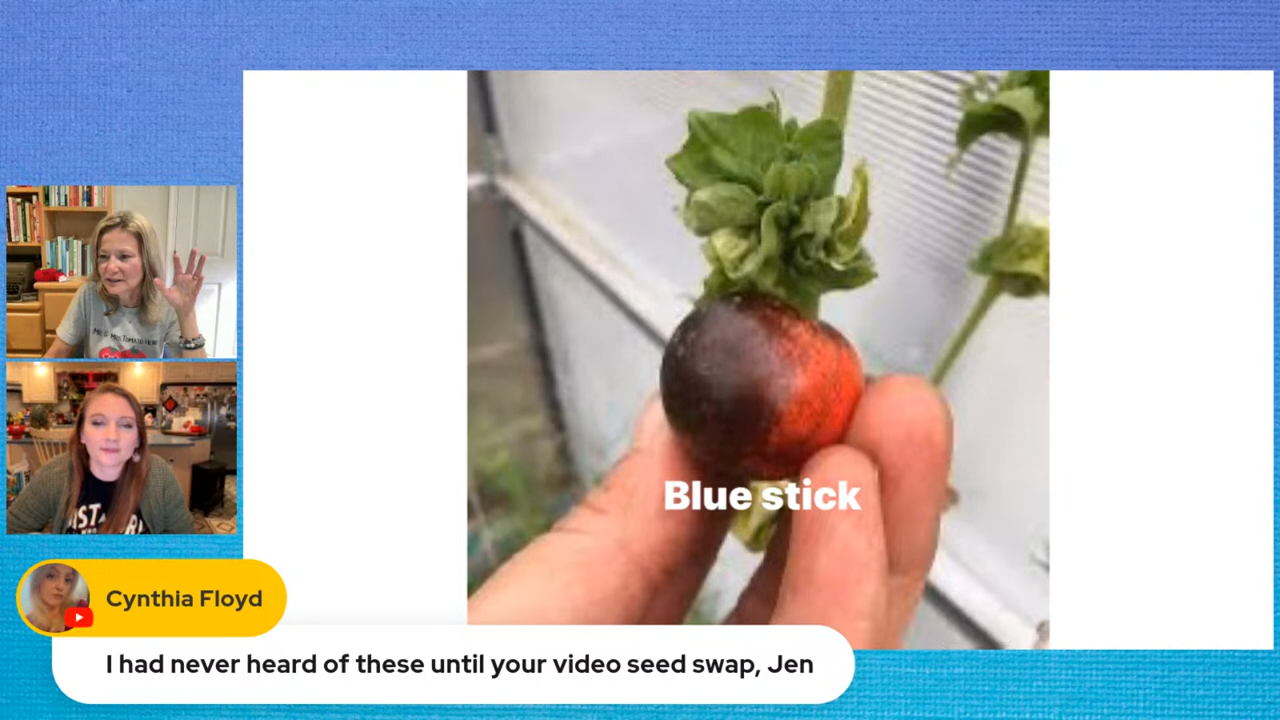 Blue stick
Cynthia Floyd
I had never heard of these until your video seed swap, Jen